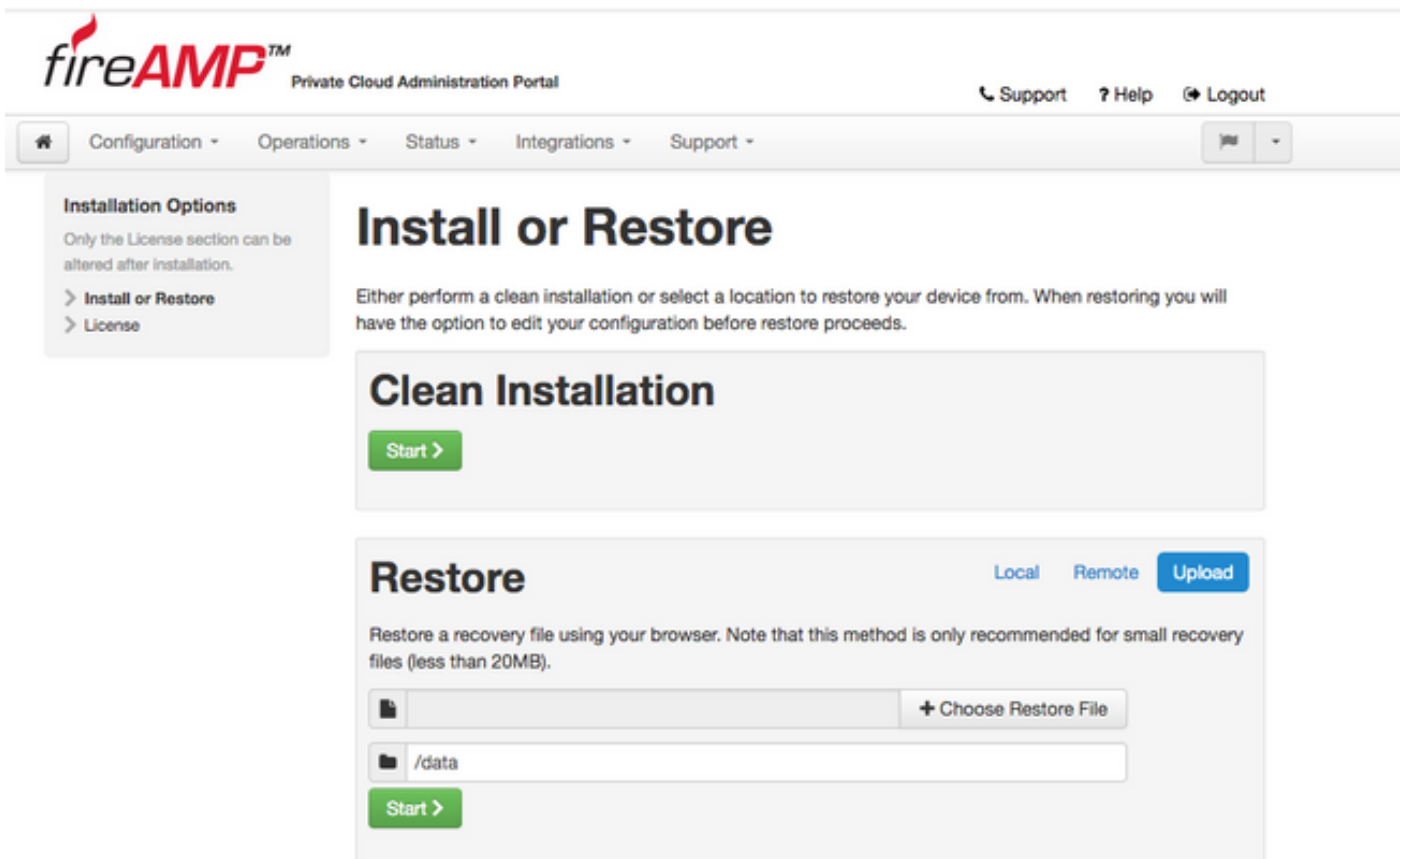 fireAMP™
Private Cloud Administration Portal
Support ? Help Logout
Configuration Operations Status Integrations Support
Installation Options
Only the License section can be
altered after installation.
Install or Restore
License
Install or Restore
Either perform a clean installation or select a location to restore your device from. When restoring you will
have the option to edit your configuration before restore proceeds.
Clean Installation
Start
Restore
Local Remote Upload
Restore a recovery file using your browser. Note that this method is only recommended for small recovery
files (less than 20MB).
+ Choose Restore File
/data
Start